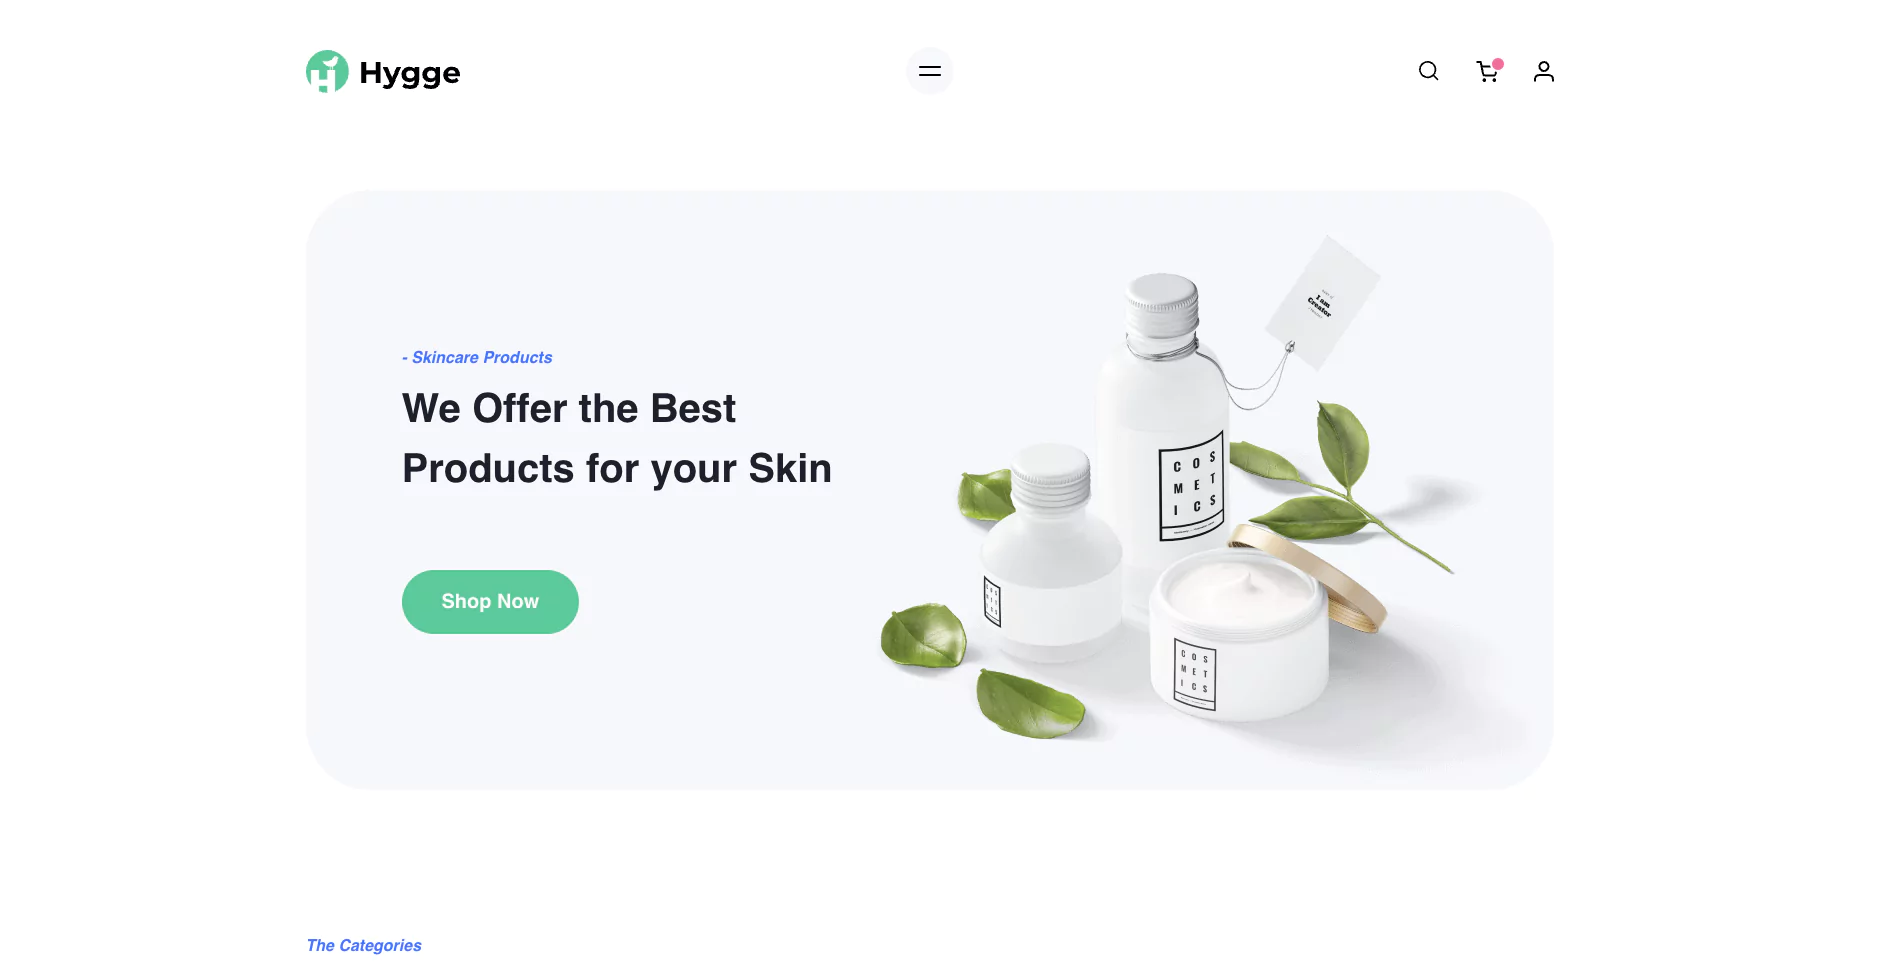 Hygge
- Skincare Products
We Offer the Best
Products for your Skin
Shop Now
I am
Creator
COS
MET
ICS
COS
MET
ICS
The Categories